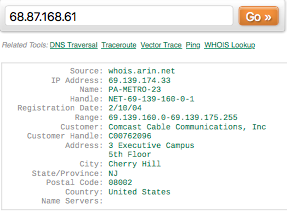 68.87.168.61
Go »
Related Tools: DNS Traversal Traceroute Vector Trace Ping WHOIS Lookup
Source: whois.arin.net
IP Address: 69.139.174.33
Name: PA-METRO-23
Handle: NET-69-139-160-0-1
Registration Date: 2/10/04
Range: 69.139.160.0-69.139.175.255
Customer: Comcast Cable Communications, Inc
Customer Handle: C00762096
Address: 3 Executive Campus
5th Floor
City: Cherry Hill
State/Province: NJ
Postal Code: 08002
Country: United States
Name Servers: